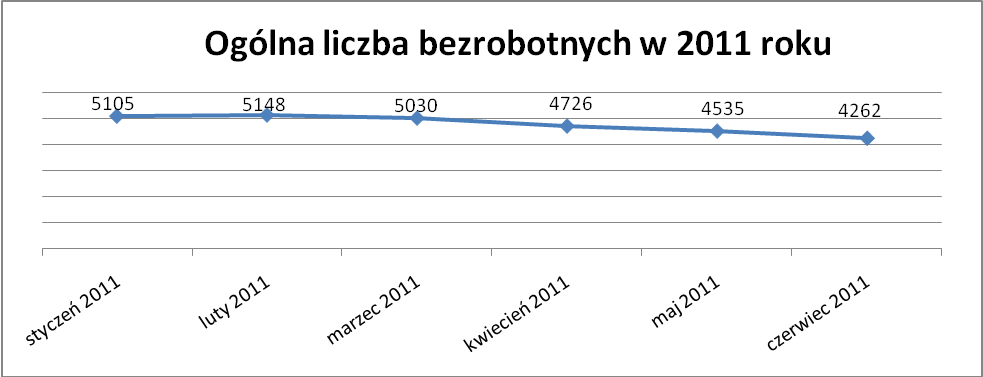 Ogólna liczba bezrobotnych w 2011 roku
5105
5148
5030
4726
4535
4262
styczeń 2011
luty 2011
marzec 2011
kwiecień 2011
maj 2011
czerwiec 2011